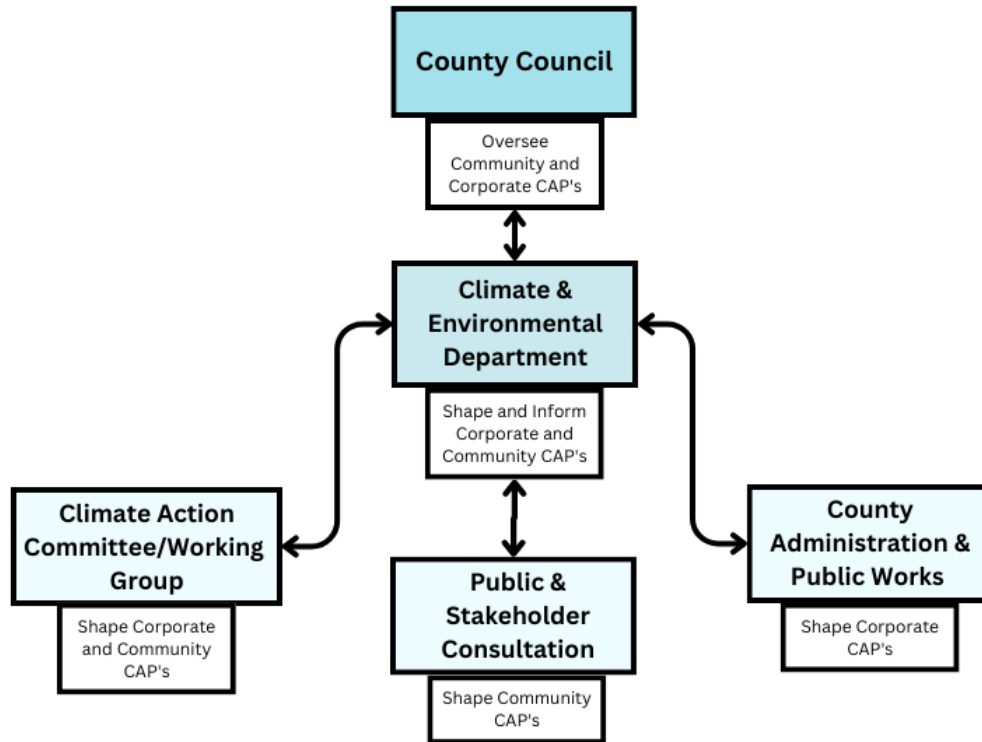 County Council
Oversee
Community and
Corporate CAP's
Climate &
Environmental
Department
Shape and Inform
Corporate and
Community CAP's
Climate Action
Committee/Working
Group
Shape Corporate
and Community
CAP's
Public &
Stakeholder
Consultation
Shape Community
CAP's
County
Administration &
Public Works
Shape Corporate
CAP's